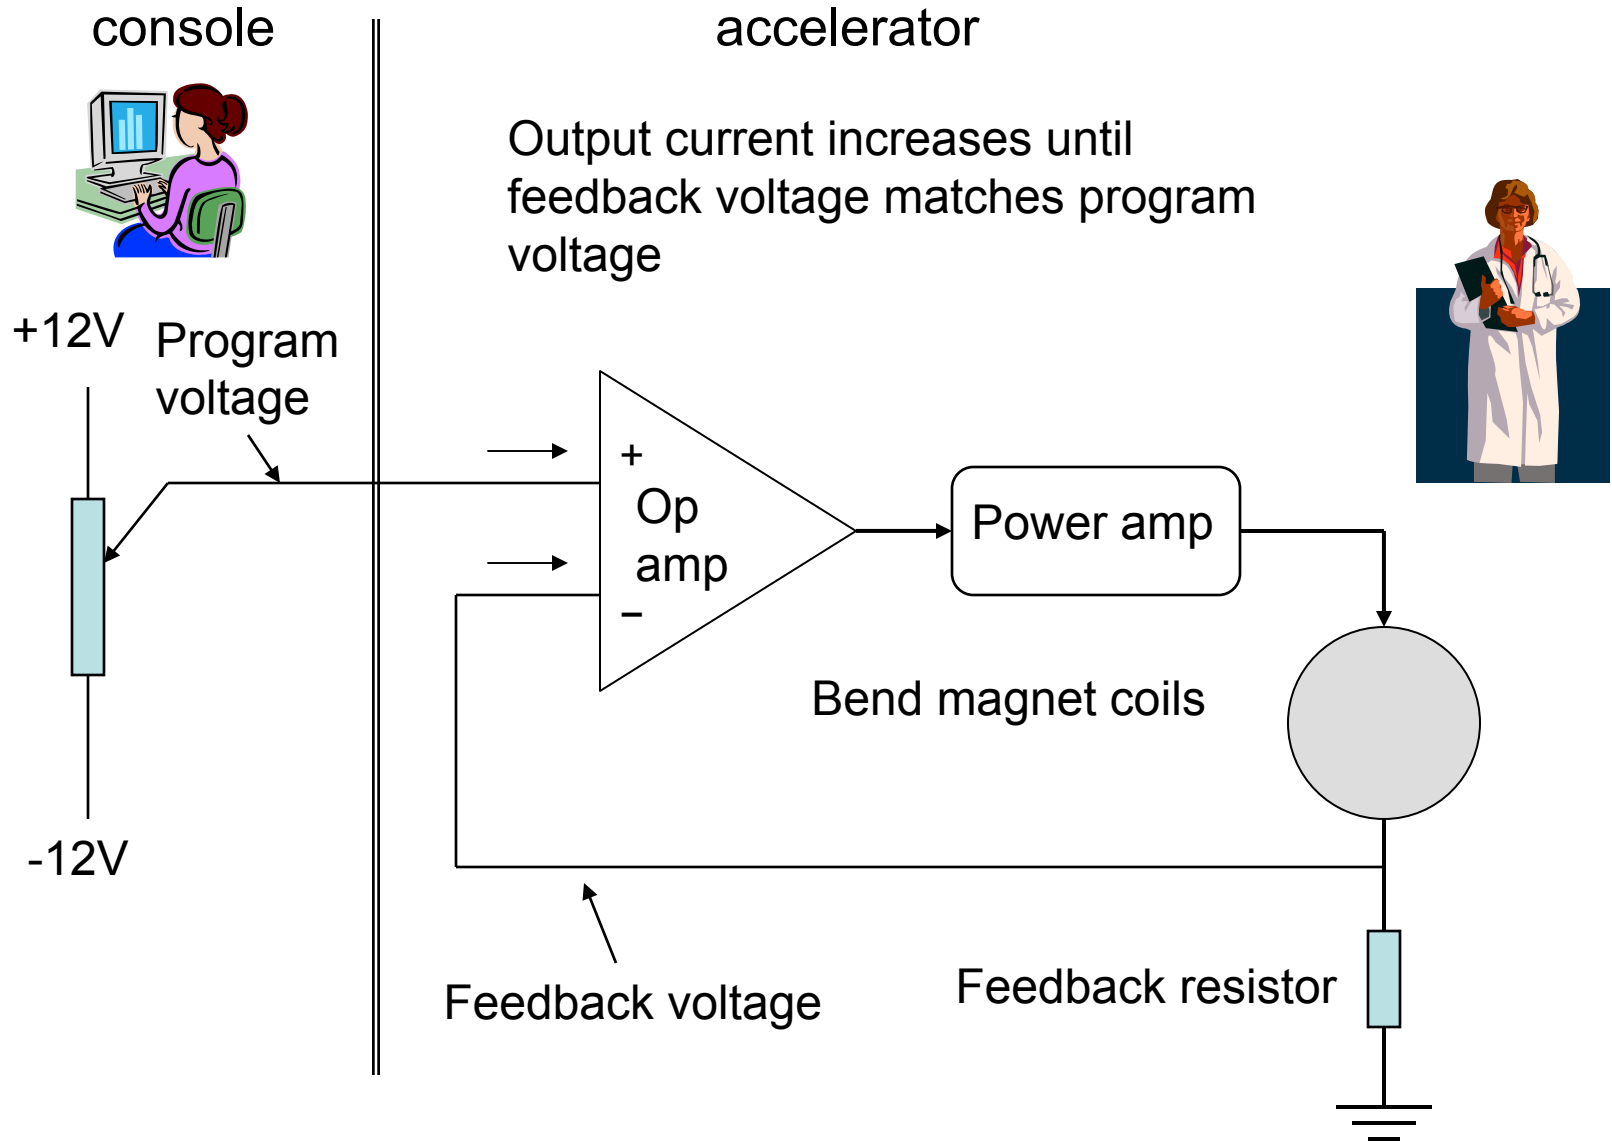 console
accelerator
Output current increases until
feedback voltage matches program
voltage
+12V
Program
voltage
+
Op
amp
−
Power amp
Bend magnet coils
-12V
Feedback voltage
Feedback resistor